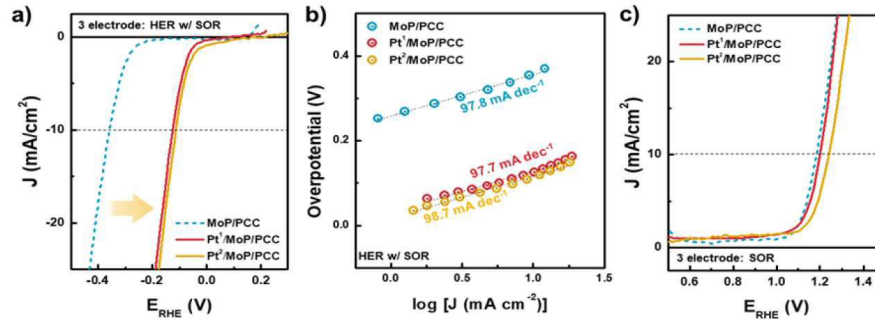 a)
3 electrode: HER w/ SOR
0
-10
-20
J (mA/cm²)
MoP/PCC
Pt¹/MoP/PCC
Pt²/MoP/PCC
-0.4
-0.2
0.0
0.2
E_RHE (V)
b)
MoP/PCC
Pt¹/MoP/PCC
Pt²/MoP/PCC
0.4
0.2
0.0
Overpotential (V)
97.8 mA dec⁻¹
97.7 mA dec⁻¹
98.7 mA dec⁻¹
HER w/ SOR
-0.5
0.0
0.5
1.0
1.5
log [J (mA cm⁻²)]
c)
MoP/PCC
Pt¹/MoP/PCC
Pt²/MoP/PCC
20
10
0
J (mA/cm²)
3 electrode: SOR
0.6
0.8
1.0
1.2
1.4
E_RHE (V)